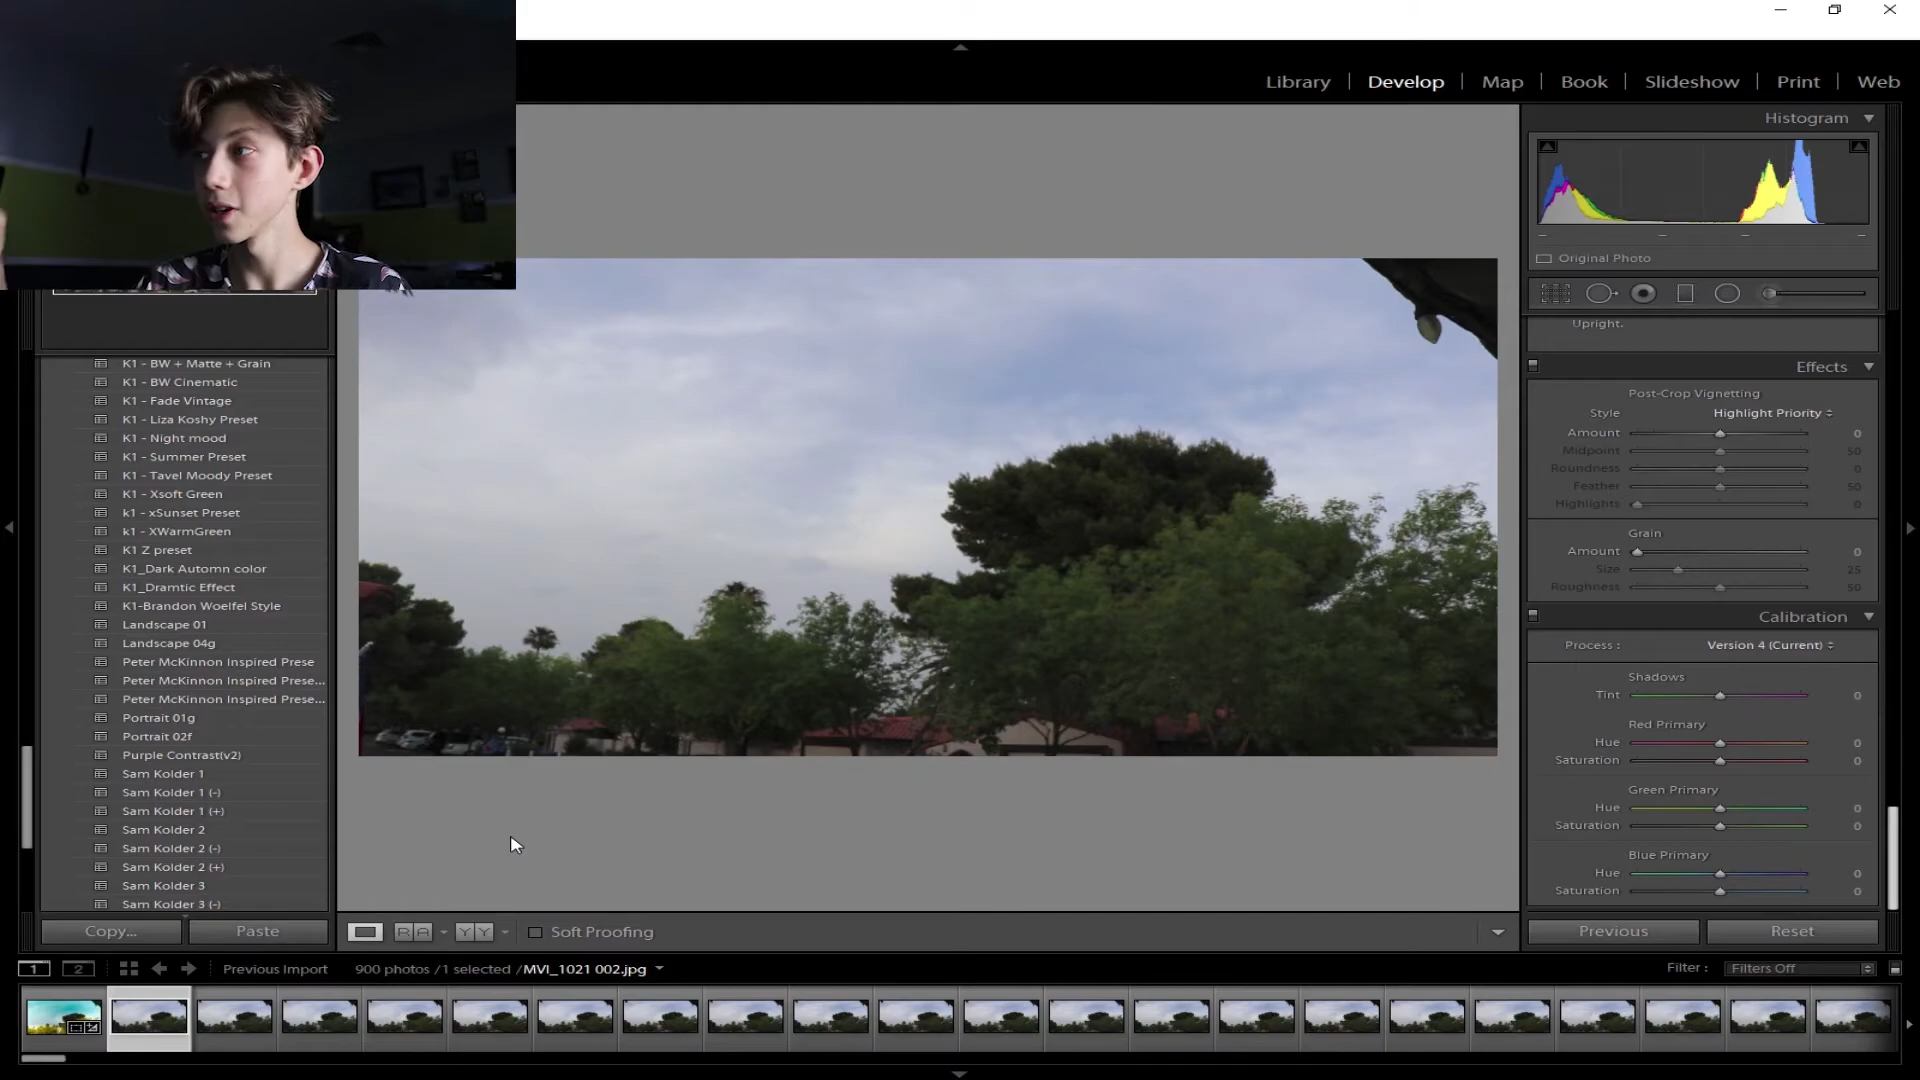 Library | Develop | Map | Book | Slideshow | Print | Web
Histogram
Original Photo
Upright.
Effects
Post-Crop Vignetting
Style Highlight Priority
Amount 0
Midpoint 50
Roundness 0
Feather 50
Highlights 0
Grain
Amount 0
Size 25
Roughness 50
Calibration
Process : Version 4 (Current)
Shadows
Tint 0
Red Primary
Hue 0
Saturation 0
Green Primary
Hue 0
Saturation 0
Blue Primary
Hue 0
Saturation 0
Previous Reset
K1 - BW + Matte + Grain
K1 - BW Cinematic
K1 - Fade Vintage
K1 - Liza Koshy Preset
K1 - Night mood
K1 - Summer Preset
K1 - Tavel Moody Preset
K1 - Xsoft Green
k1 - xSunset Preset
k1 - XWarmGreen
K1 Z preset
K1_Dark Automn color
K1_Dramtic Effect
K1-Brandon Woelfel Style
Landscape 01
Landscape 04g
Peter McKinnon Inspired Prese
Peter McKinnon Inspired Prese...
Peter McKinnon Inspired Prese...
Portrait 01g
Portrait 02f
Purple Contrast(v2)
Sam Kolder 1
Sam Kolder 1 (-)
Sam Kolder 1 (+)
Sam Kolder 2
Sam Kolder 2 (-)
Sam Kolder 2 (+)
Sam Kolder 3
Sam Kolder 3 (-)
Copy... Paste
R A Y Y Soft Proofing
1 2 Previous Import 900 photos / 1 selected / MVI_1021 002.jpg Filter : Filters Off